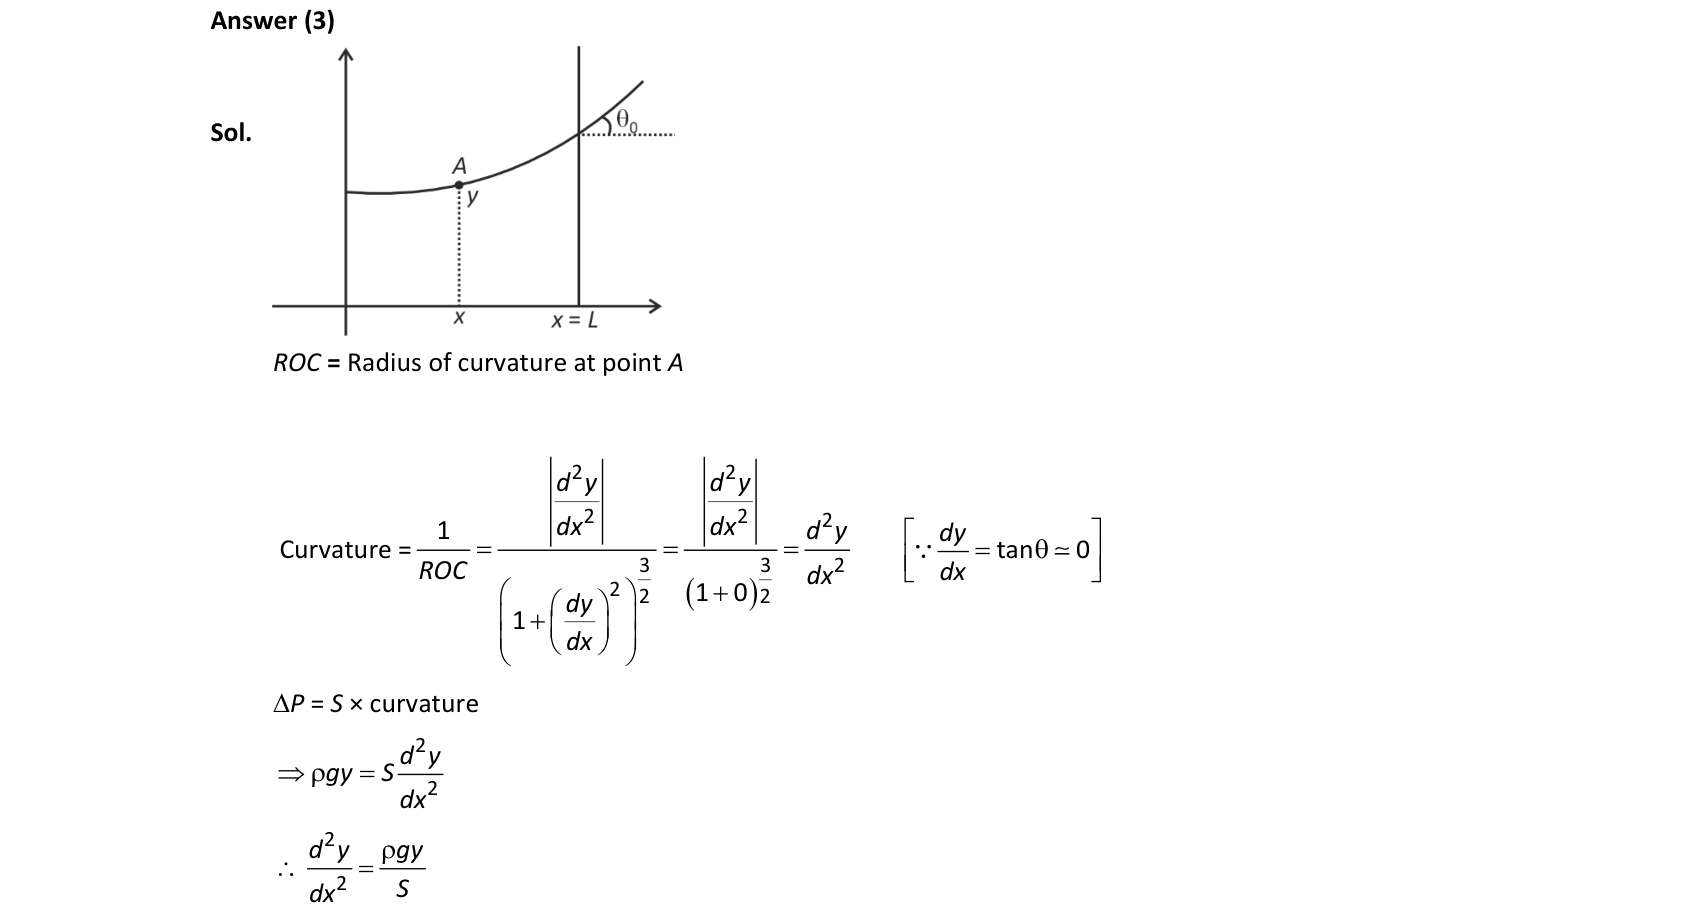 Answer (3)
Sol.
θ₀
A
y
x
x = L
ROC = Radius of curvature at point A
Curvature = 1/ROC = |d²y/dx²| / (1 + (dy/dx)²)^(3/2) = |d²y/dx²| / (1 + 0)^(3/2) = d²y/dx² [∵ dy/dx = tanθ ≃ 0]
ΔP = S × curvature
⇒ ρgy = S d²y/dx²
∴ d²y/dx² = ρgy/S